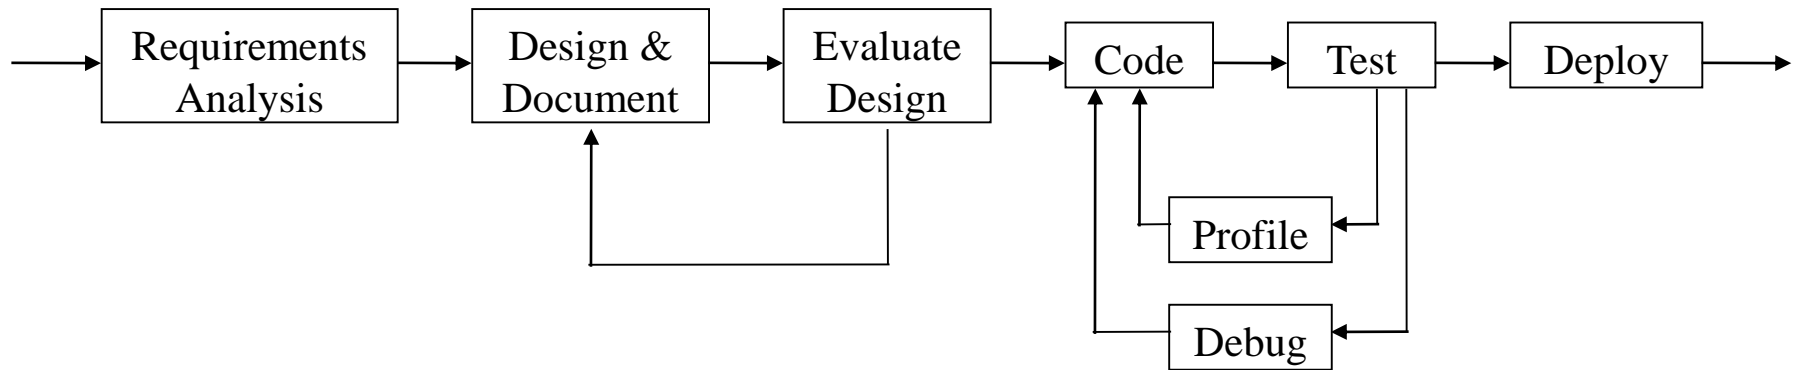 Requirements
Analysis
Design &
Document
Evaluate
Design
Code
Test
Deploy
Profile
Debug